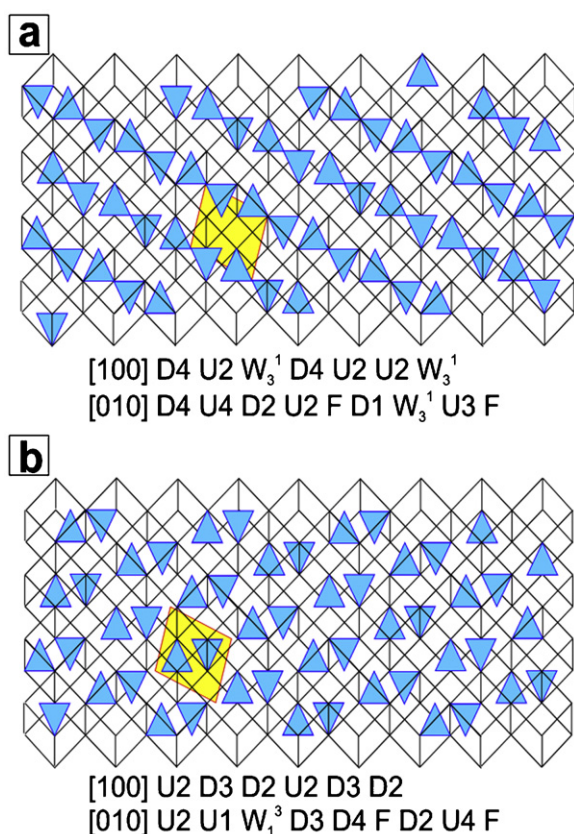 a
[100] D4 U2 W₃¹ D4 U2 U2 W₃¹
[010] D4 U4 D2 U2 F D1 W₃¹ U3 F
b
[100] U2 D3 D2 U2 D3 D2
[010] U2 U1 W₁³ D3 D4 F D2 U4 F